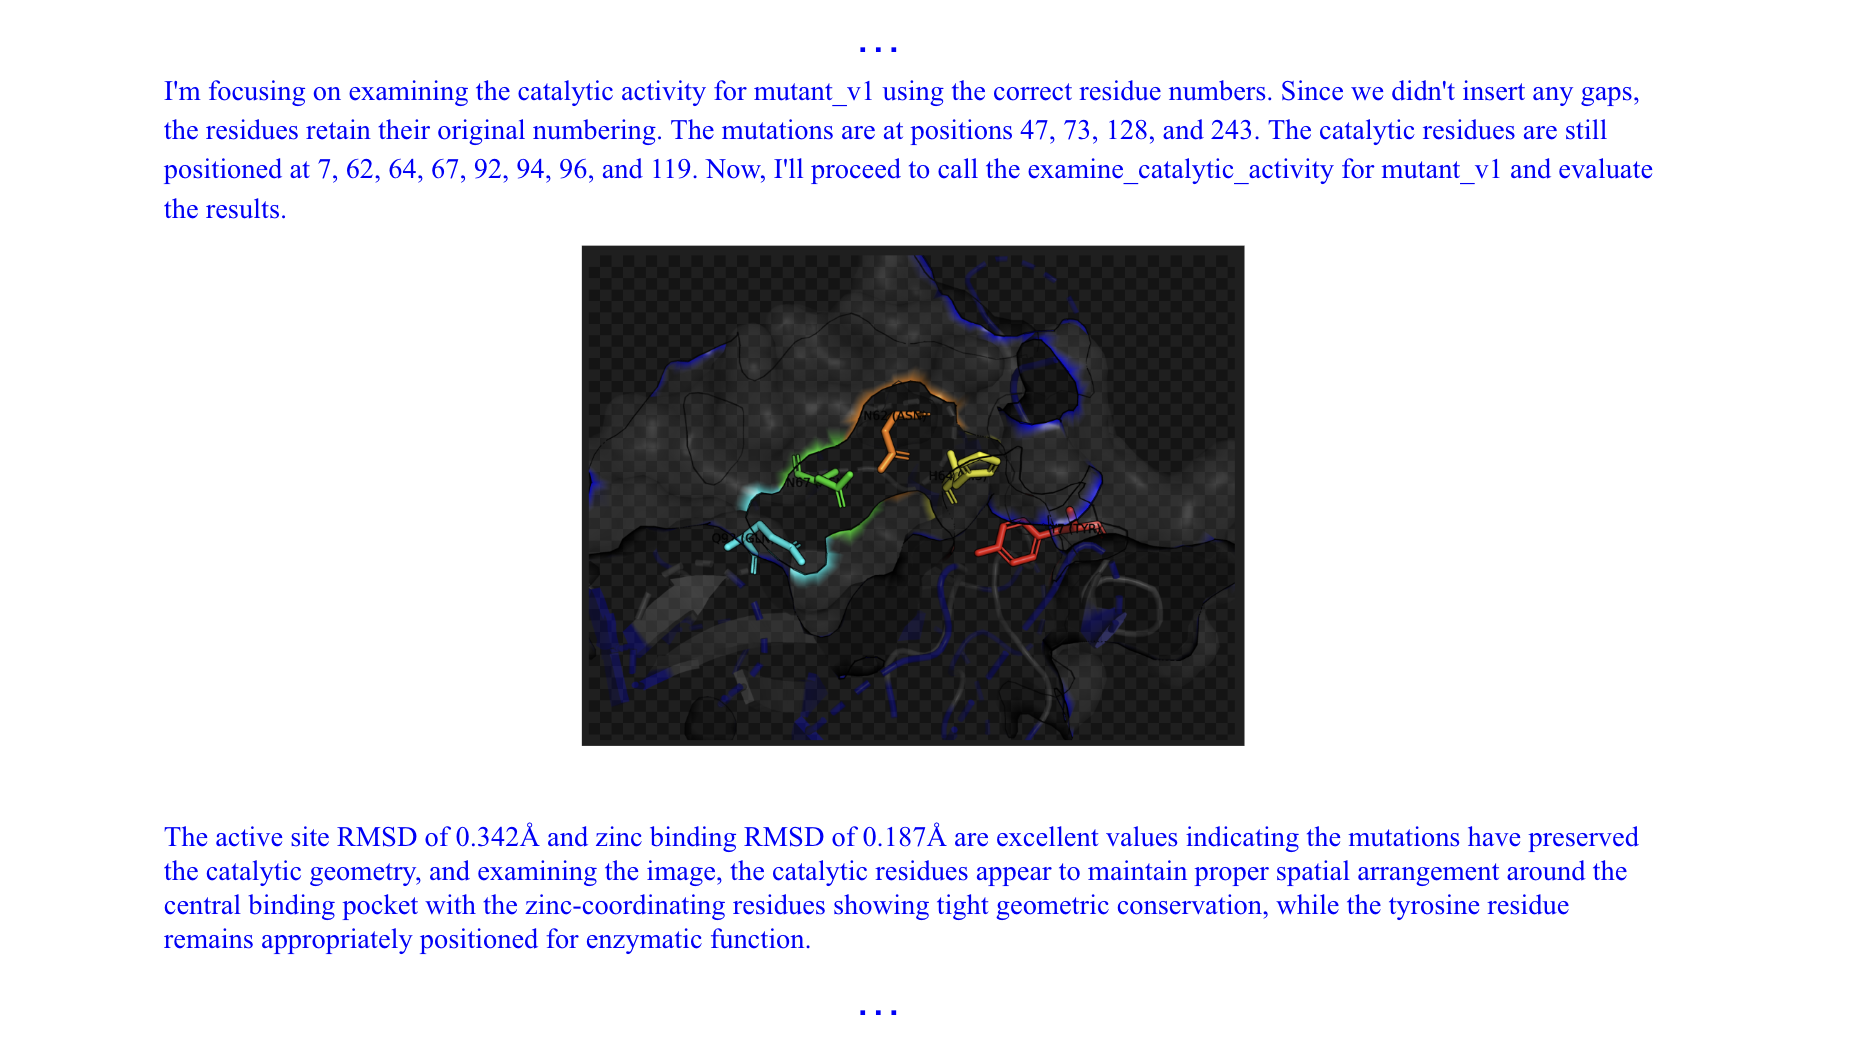 ...
I'm focusing on examining the catalytic activity for mutant_v1 using the correct residue numbers. Since we didn't insert any gaps,
the residues retain their original numbering. The mutations are at positions 47, 73, 128, and 243. The catalytic residues are still
positioned at 7, 62, 64, 67, 92, 94, 96, and 119. Now, I'll proceed to call the examine_catalytic_activity for mutant_v1 and evaluate
the results.
N62 (ASN)
N67
(TYR)
The active site RMSD of 0.342Å and zinc binding RMSD of 0.187Å are excellent values indicating the mutations have preserved
the catalytic geometry, and examining the image, the catalytic residues appear to maintain proper spatial arrangement around the
central binding pocket with the zinc-coordinating residues showing tight geometric conservation, while the tyrosine residue
remains appropriately positioned for enzymatic function.
...